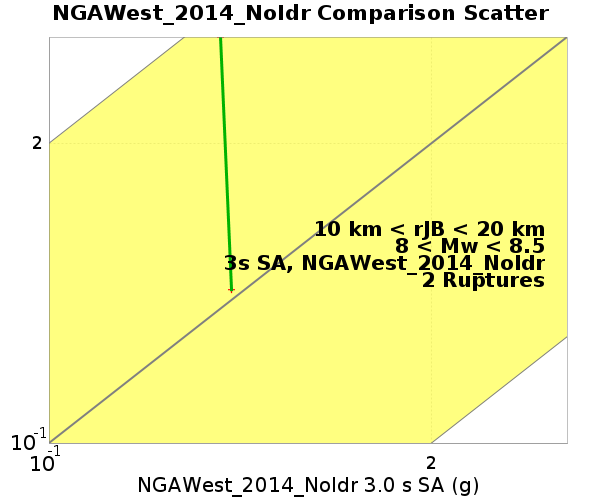 NGAWest_2014_NoIdr Comparison Scatter
2
10 km < rJB < 20 km
8 < Mw < 8.5
3s SA, NGAWest_2014_NoIdr
2 Ruptures
10^-1
10^-1
2
NGAWest_2014_NoIdr 3.0 s SA (g)